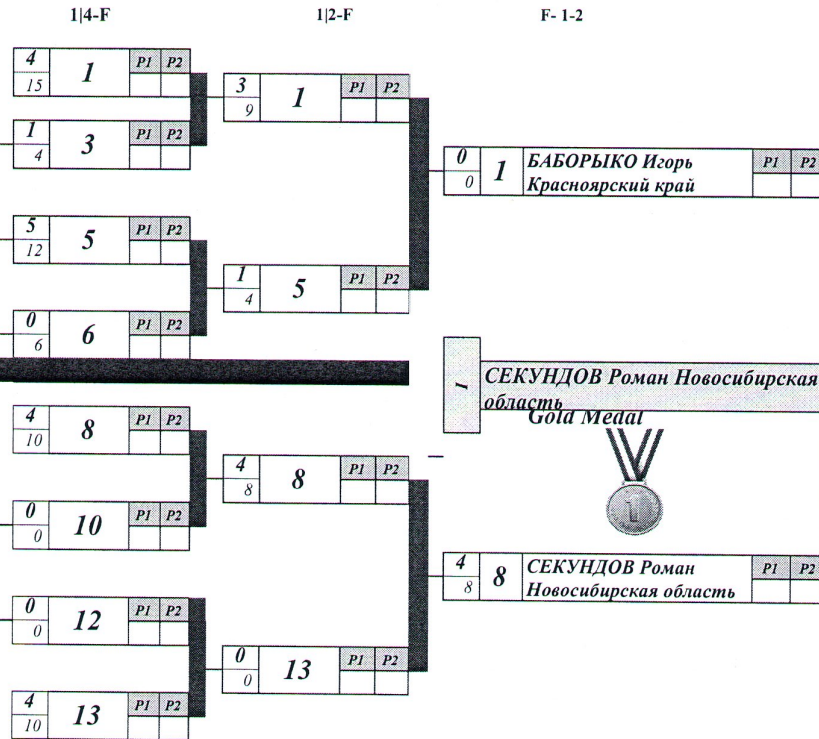 1|4-F 1|2-F F- 1-2
4 15 1 P1 P2
3 9 1 P1 P2
1 4 3 P1 P2
0 0 1 БАБОРЫКО Игорь Красноярский край P1 P2
5 12 5 P1 P2
1 4 5 P1 P2
0 6 6 P1 P2
1 СЕКУНДОВ Роман Новосибирская область
Gold Medal
1
4 10 8 P1 P2
4 8 8 P1 P2
0 0 10 P1 P2
4 8 8 СЕКУНДОВ Роман Новосибирская область P1 P2
0 0 12 P1 P2
0 0 13 P1 P2
4 10 13 P1 P2